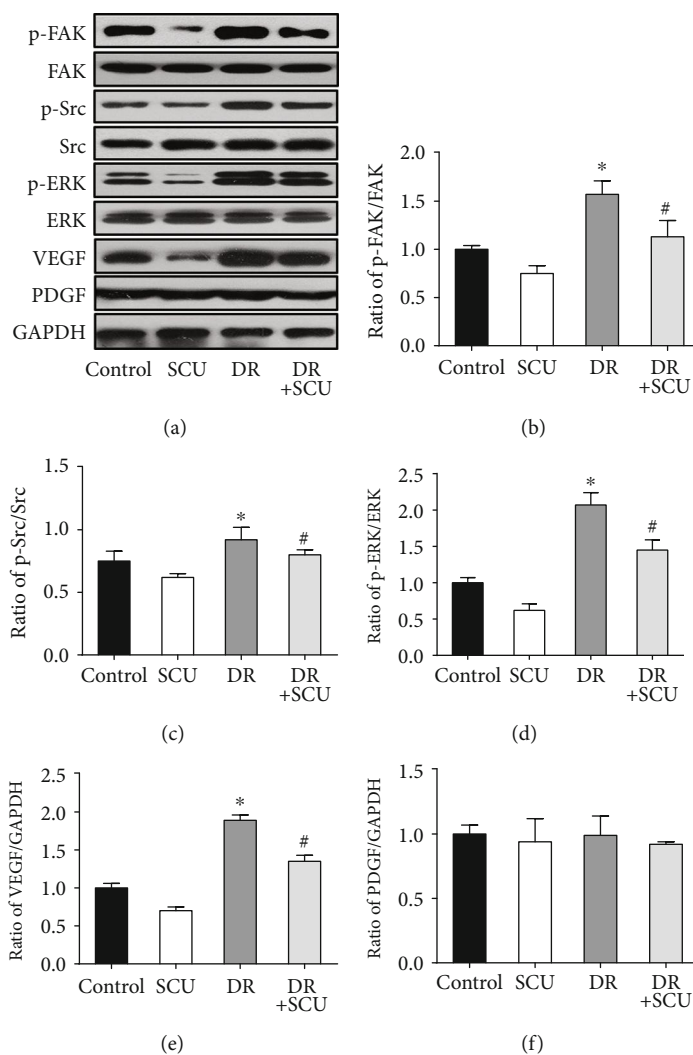 p-FAK
FAK
p-Src
Src
p-ERK
ERK
VEGF
PDGF
GAPDH
Control SCU DR DR
+SCU
(a)
Ratio of p-FAK/FAK
2.0
1.5
1.0
0.5
0.0
*
#
Control SCU DR DR
+SCU
(b)
Ratio of p-Src/Src
1.5
1.0
0.5
0.0
*
#
Control SCU DR DR
+SCU
(c)
Ratio of p-ERK/ERK
2.5
2.0
1.5
1.0
0.5
0.0
*
#
Control SCU DR DR
+SCU
(d)
Ratio of VEGF/GAPDH
2.5
2.0
1.5
1.0
0.5
0.0
*
#
Control SCU DR DR
+SCU
(e)
Ratio of PDGF/GAPDH
1.5
1.0
0.5
0.0
Control SCU DR DR
+SCU
(f)